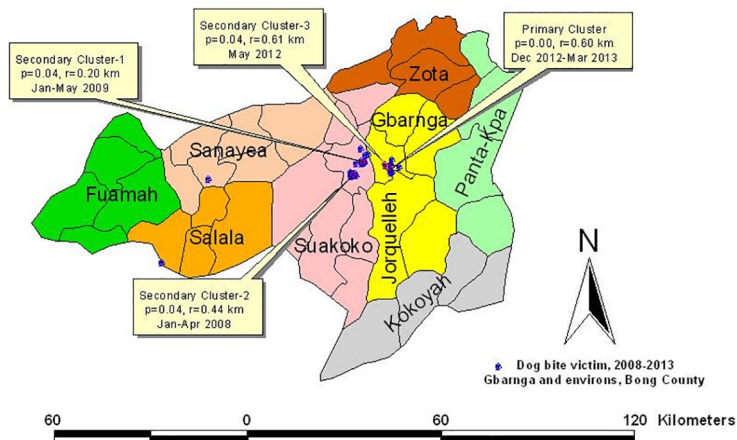 Secondary Cluster-3
p=0.04, r=0.61 km
May 2012
Primary Cluster
p=0.00, r=0.60 km
Dec 2012-Mar 2013
Secondary Cluster-1
p=0.04, r=0.20 km
Jan-May 2009
Zota
Gbarnga
Sanayea
Panta-Kpa
Fuamah
Salala
Suakoko
Jorquelleh
Kokoyah
Secondary Cluster-2
p=0.04, r=0.44 km
Jan-Apr 2008
N
Dog bite victim, 2008-2013
Gbarnga and environs, Bong County
60 0 60 120 Kilometers